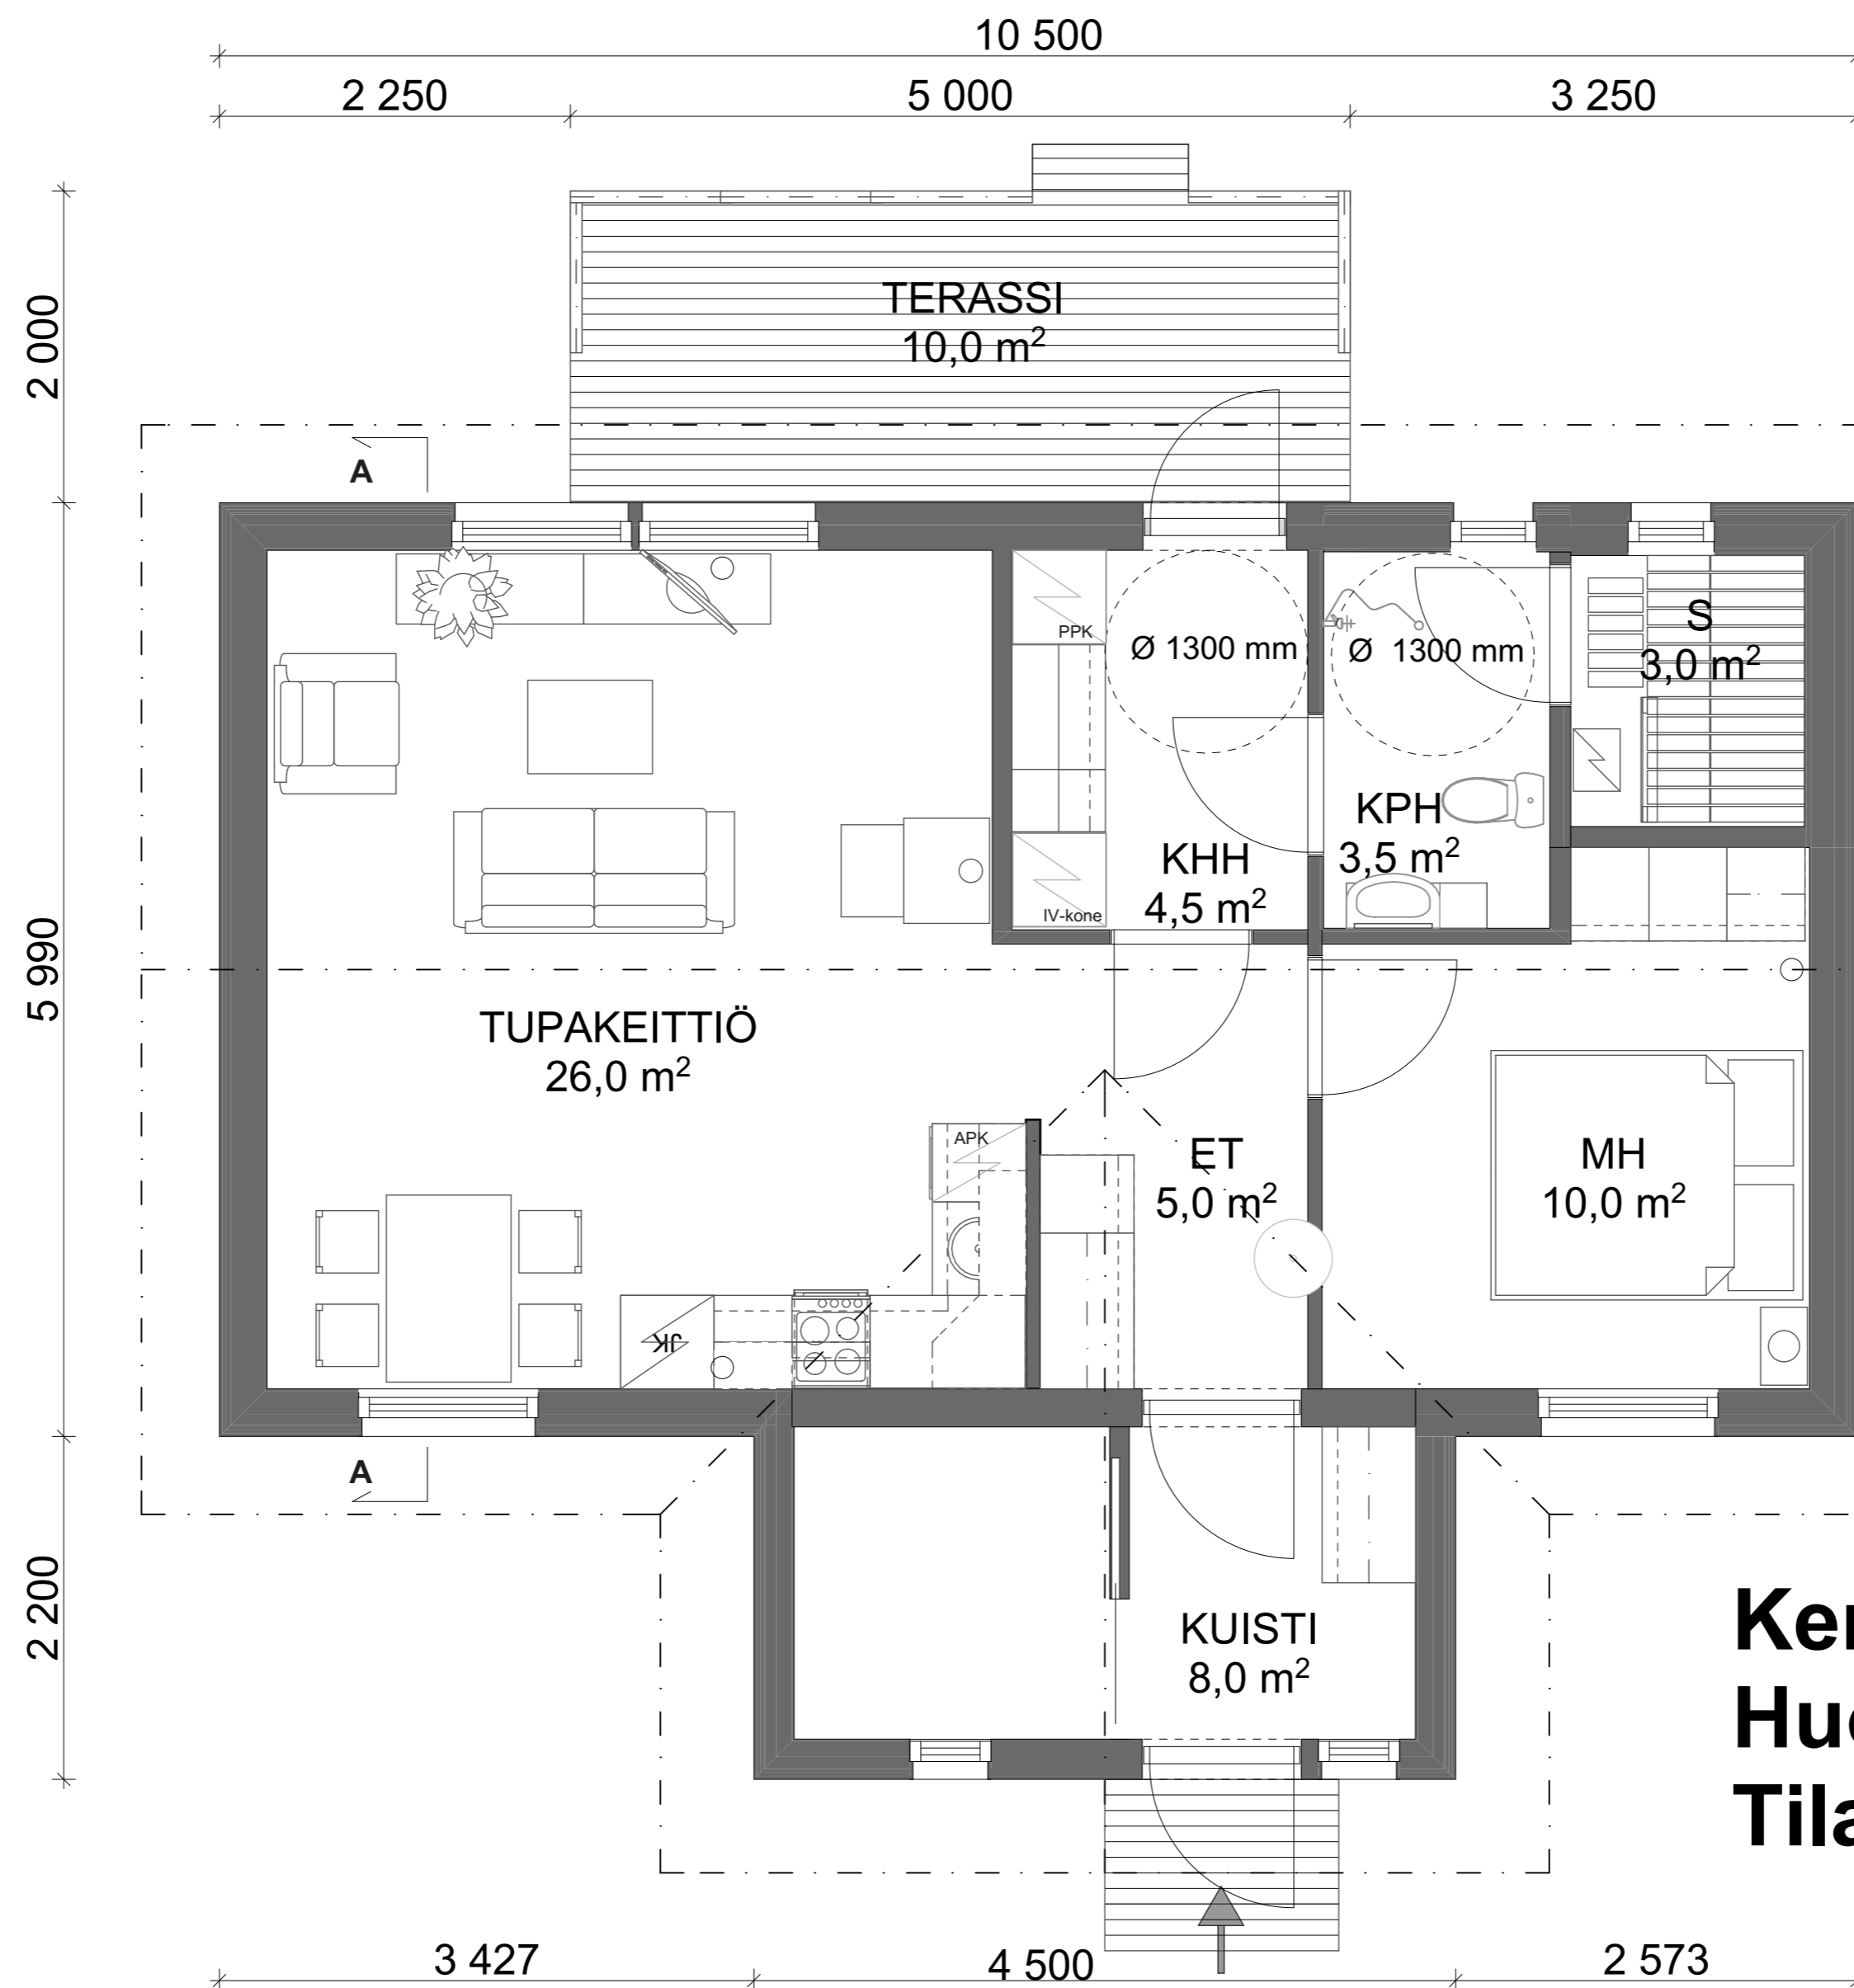 10 500
2 250
5 000
3 250
2 000
TERASSI
10,0 m²
A
PPK
Ø 1300 mm
Ø 1300 mm
S
3,0 m²
KPH
3,5 m²
KHH
4,5 m²
IV-kone
5 990
TUPAKEITTIÖ
26,0 m²
APK
ET
5,0 m²
MH
10,0 m²
JK
A
2 200
KUISTI
8,0 m²
Ker
Huo
Tila
3 427
4 500
2 573